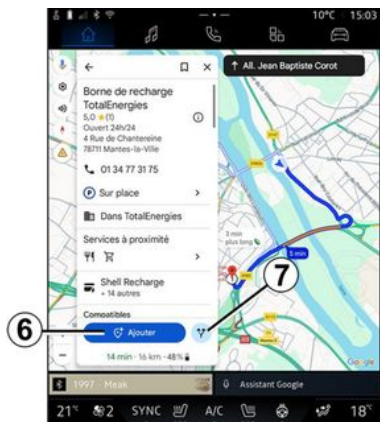 10°C 15:03
All. Jean Baptiste Corot
Borne de recharge
TotalEnergies
5,0 ★(1)
Ouvert 24h/24
4 Rue de Chantereine
78711 Mantes-la-Ville
01 34 77 31 75
P Sur place
Dans TotalEnergies
Services à proximité
Shell Recharge
+ 14 autres
Compatibles
Ajouter
14 min · 16 km · 48%
3 min
plus long
5 min
6
7
Google
1997 - Meak
Assistant Google
21° 2 SYNC A/C 18°